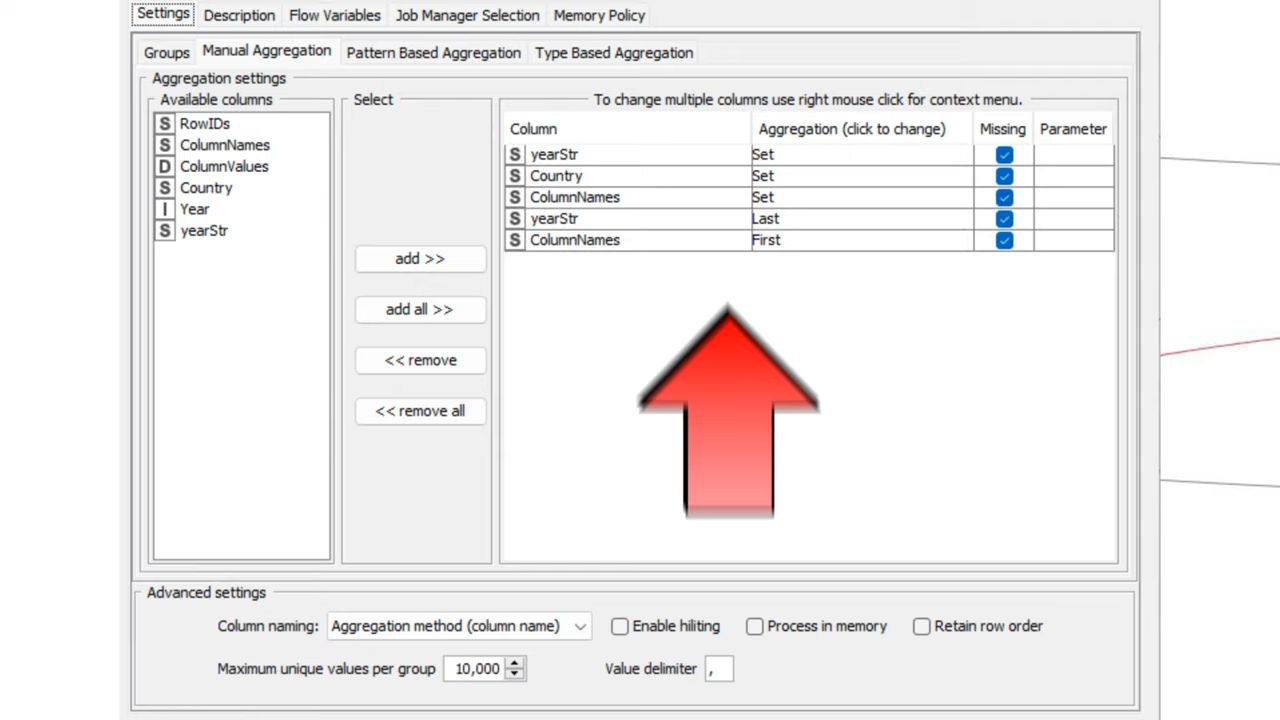 Settings Description Flow Variables Job Manager Selection Memory Policy
Groups Manual Aggregation Pattern Based Aggregation Type Based Aggregation
Aggregation settings
Available columns
S RowIDs
S ColumnNames
D ColumnValues
S Country
I Year
S yearStr
Select
add >>
add all >>
<< remove
<< remove all
To change multiple columns use right mouse click for context menu.
Column Aggregation (click to change) Missing Parameter
S yearStr Set
S Country Set
S ColumnNames Set
S yearStr Last
S ColumnNames First
Advanced settings
Column naming: Aggregation method (column name) Enable hiliting Process in memory Retain row order
Maximum unique values per group 10,000 Value delimiter ,